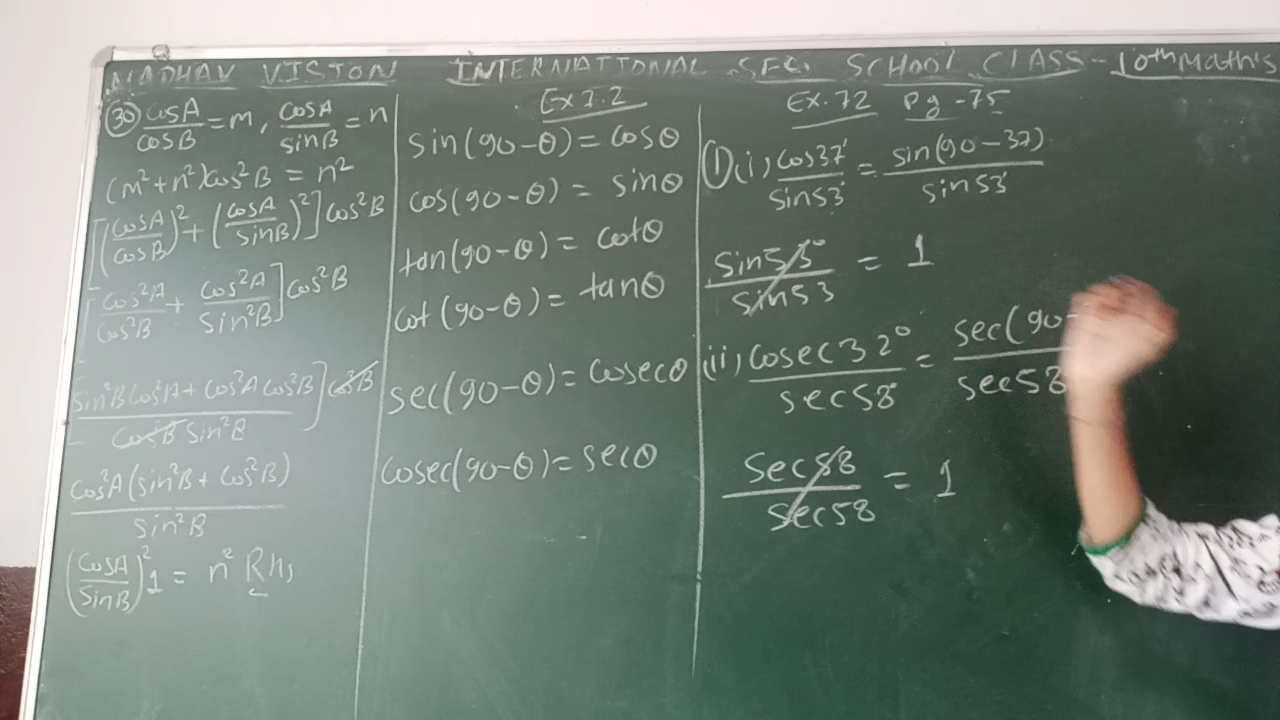 MADHAV VISION INTERNATIONAL SEC. SCHOOL CLASS - 10th Maths
(30) cosA/cosB = m, cosA/sinB = n
(m²+n²)cos²B = n²
[(cosA/cosB)² + (cosA/sinB)²] cos²B
[cos²A/cos²B + cos²A/sin²B] cos²B
sin²B cos²A + cos²A cos²B / cos²B sin²B ] cos²B
cos²A (sin²B + cos²B) / sin²B
(cosA/sinB)² 1 = n² RHS
Ex 7.2
sin(90-θ) = cosθ
cos(90-θ) = sinθ
tan(90-θ) = cotθ
cot(90-θ) = tanθ
sec(90-θ) = cosecθ
cosec(90-θ) = secθ
Ex. 72 Pg -75
(1) (i) cos37°/sin53° = sin(90-37)/sin53°
sin53°/sin53 = 1
(ii) cosec32°/sec58° = sec(90-/sec58
sec58/sec58 = 1